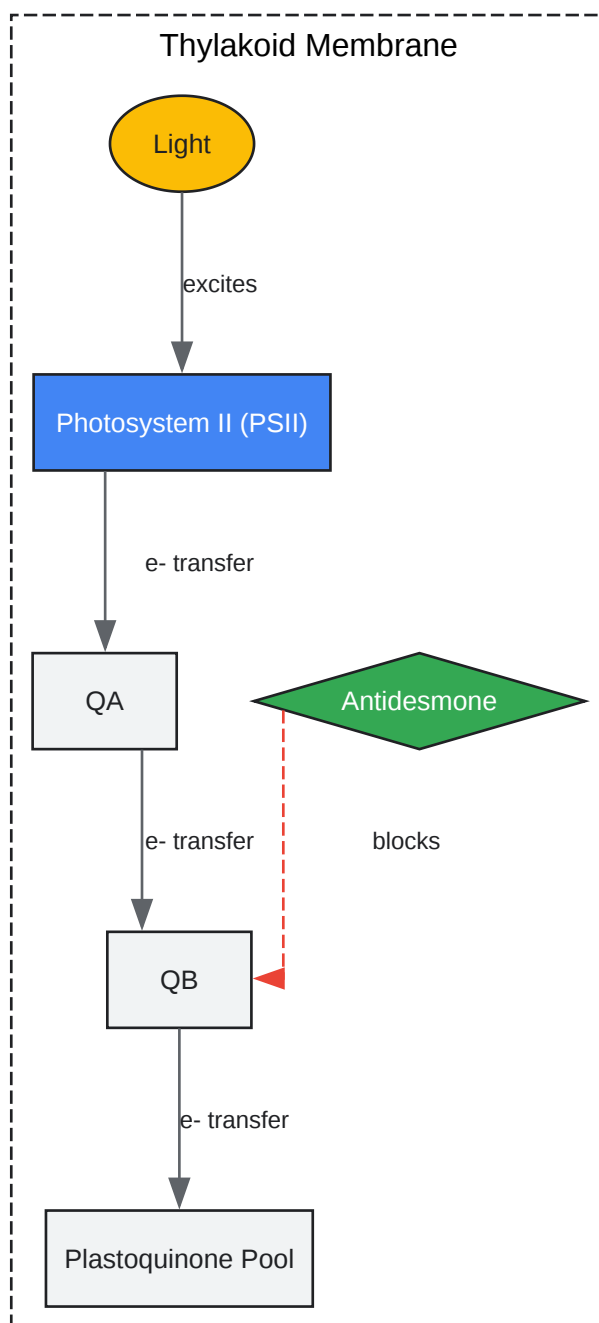 Thylakoid Membrane
Light
excites
Photosystem II (PSII)
e- transfer
QA
Antidesmone
e- transfer
blocks
QB
e- transfer
Plastoquinone Pool